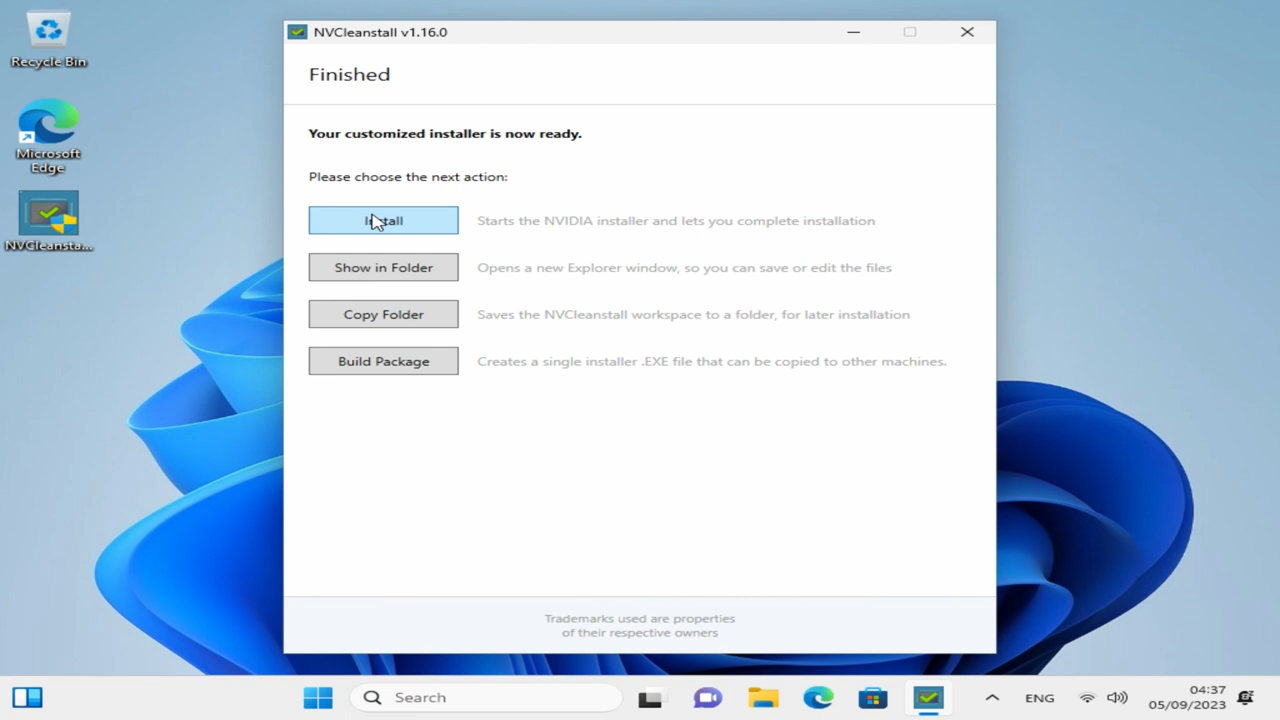 NVCleanstall v1.16.0
Recycle Bin
Finished
Your customized installer is now ready.
Microsoft
Edge
Please choose the next action:
Install
Starts the NVIDIA installer and lets you complete installation
NVCleansta...
Show in Folder
Opens a new Explorer window, so you can save or edit the files
Copy Folder
Saves the NVCleanstall workspace to a folder, for later installation
Build Package
Creates a single installer .EXE file that can be copied to other machines.
Trademarks used are properties
of their respective owners
Search
ENG
04:37
05/09/2023